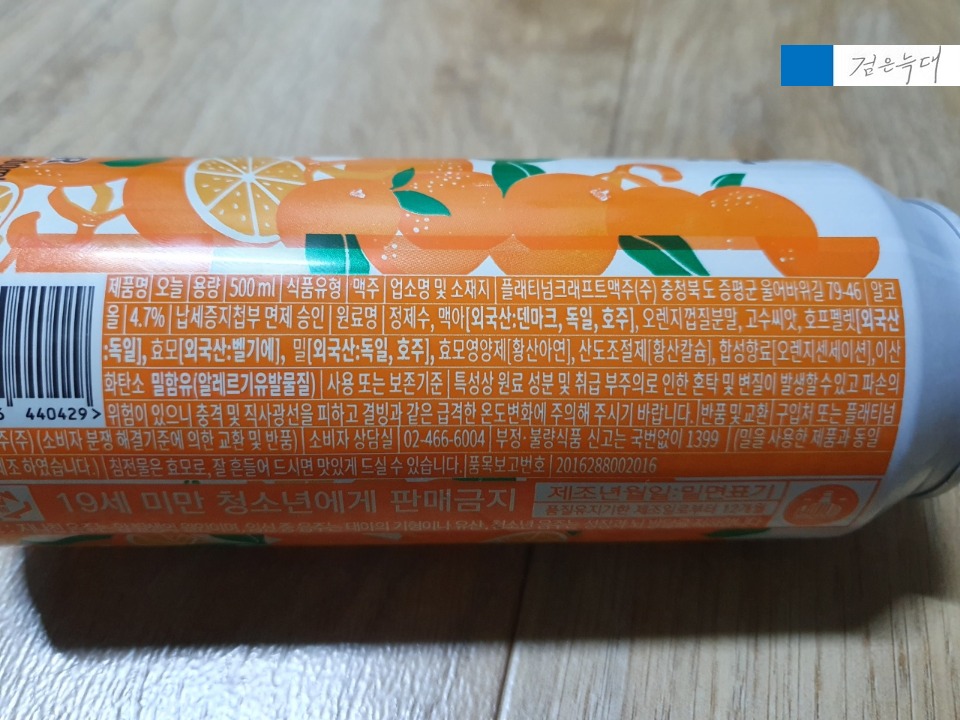 검은늑대
제품명 오늘 용량 500 ml 식품유형 맥주 업소명 및 소재지 플래티넘크래프트맥주(주) 충청북도 증평군 울어바위길 79-46 알코
올 4.7% 납세증지첩부 면제 승인 원료명 정제수, 맥아[외국산:덴마크, 독일, 호주], 오렌지껍질분말, 고수씨앗, 호프펠렛[외국산
:독일], 효모[외국산:벨기에], 밀[외국산:독일, 호주], 효모영양제[황산아연], 산도조절제[황산칼슘], 합성향료[오렌지센세이션],이산
화탄소 밀함유(알레르기유발물질) 사용 또는 보존기준 특성상 원료 성분 및 취급 부주의로 인한 혼탁 및 변질이 발생할 수 있고 파손의
위험이 있으니 충격 및 직사광선을 피하고 결빙과 같은 급격한 온도변화에 주의해 주시기 바랍니다. 반품 및 교환 구입처 또는 플래티넘
440429>
주(주) (소비자 분쟁 해결기준에 의한 교환 및 반품) 소비자 상담실 02-466-6004 부정·불량식품 신고는 국번없이 1399 (밀을 사용한 제품과 동일
제조 하였습니다.) 침전물은 효모로, 잘 흔들어 드시면 맛있게 드실 수 있습니다. 품목보고번호 2016288002016
19세 미만 청소년에게 판매금지 제조년월일:밑면표기
품질유지기한 제조일로부터 12개월